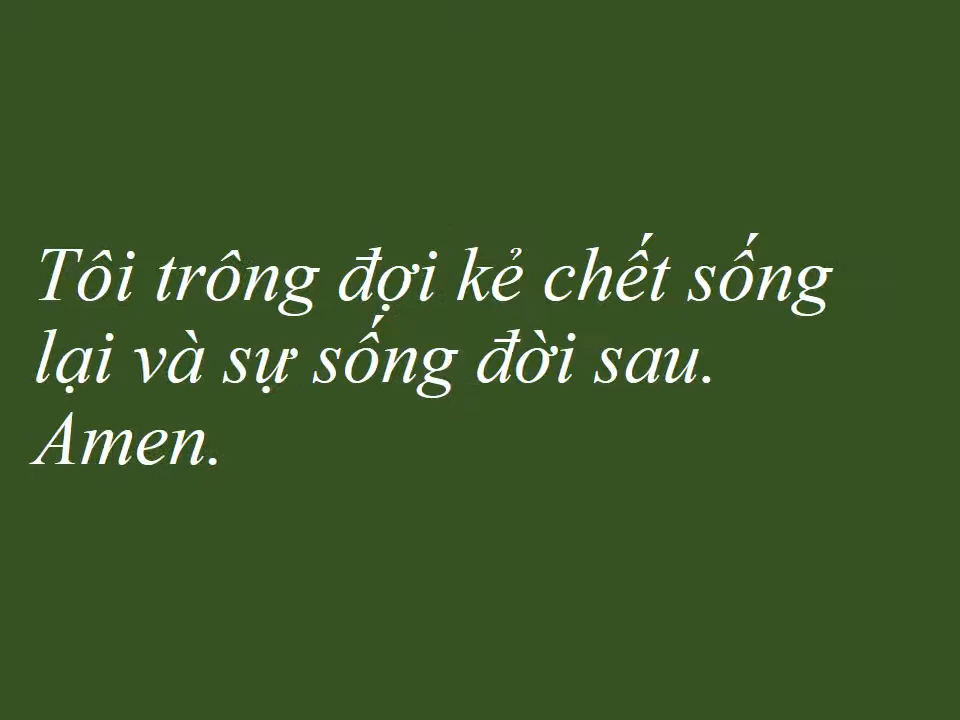 Tôi trông đợi kẻ chết sống
lại và sự sống đời sau.
Amen.